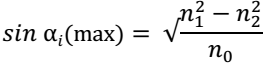 sin α_i(max) = √((n_1^2 − n_2^2)/n_0)